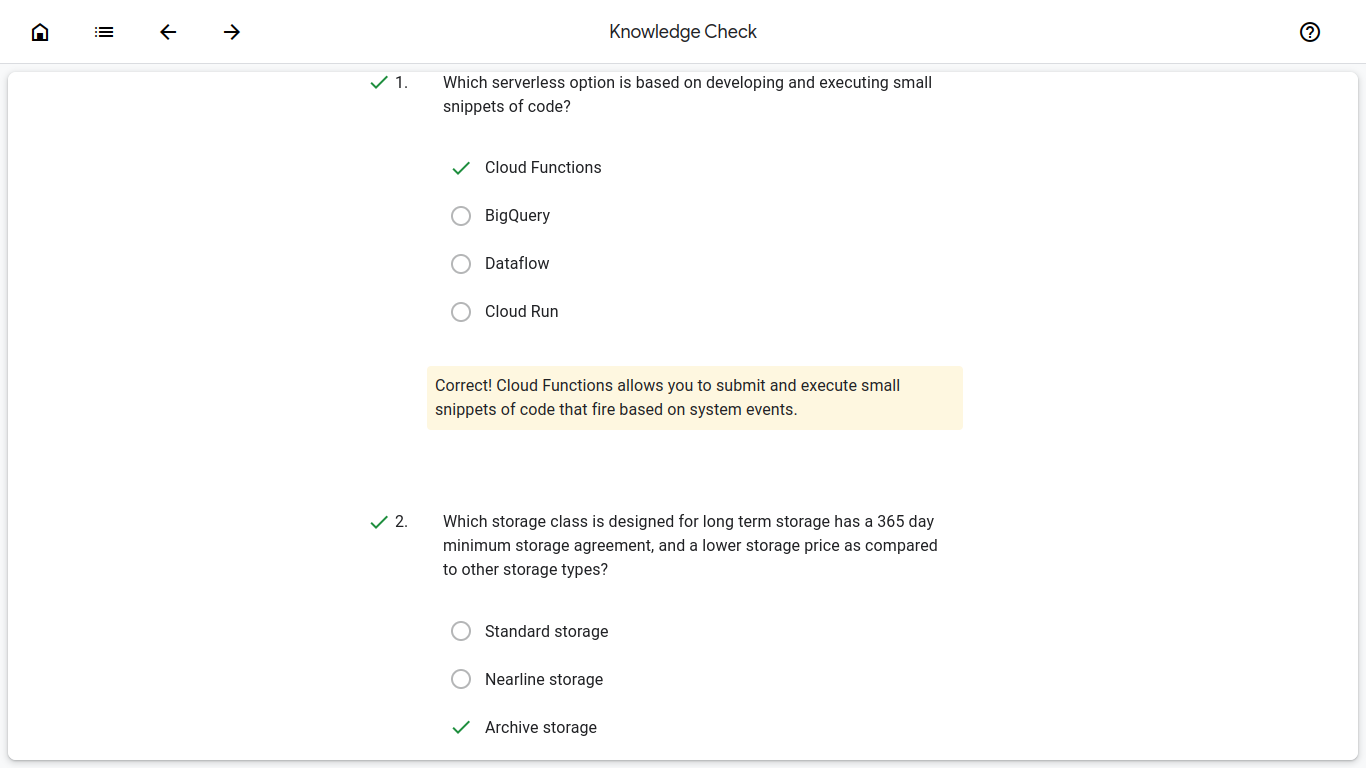 Knowledge Check
1. Which serverless option is based on developing and executing small
snippets of code?
Cloud Functions
BigQuery
Dataflow
Cloud Run
Correct! Cloud Functions allows you to submit and execute small
snippets of code that fire based on system events.
2. Which storage class is designed for long term storage has a 365 day
minimum storage agreement, and a lower storage price as compared
to other storage types?
Standard storage
Nearline storage
Archive storage